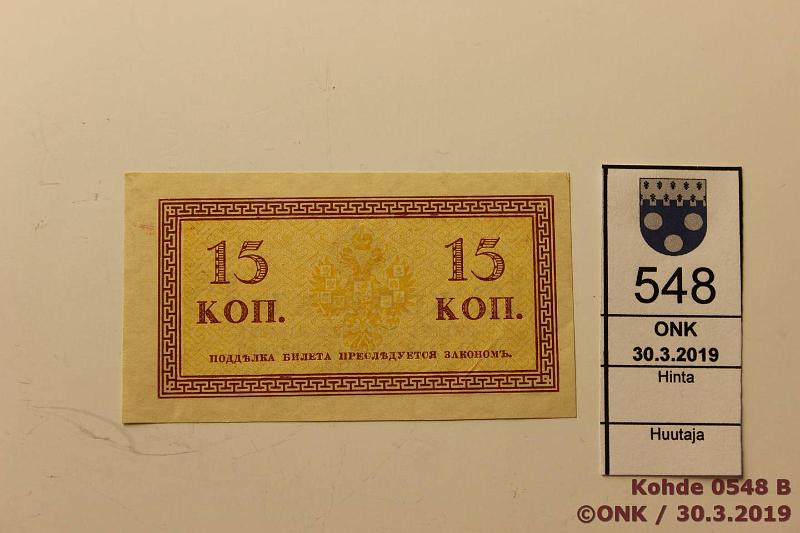 15
КОП.
15
КОП.
ПОДДѢЛКА БИЛЕТА ПРЕСЛѢДУЕТСЯ ЗАКОНОМЪ.
548
ONK
30.3.2019
Hinta
Huutaja
Kohde 0548 B
©ONK / 30.3.2019